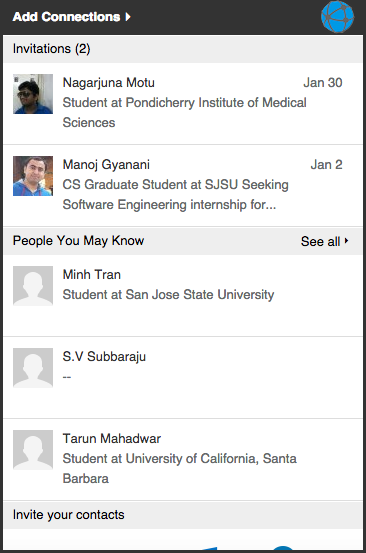 Add Connections
Invitations (2)
Nagarjuna Motu Jan 30
Student at Pondicherry Institute of Medical
Sciences
Manoj Gyanani Jan 2
CS Graduate Student at SJSU Seeking
Software Engineering internship for...
People You May Know See all
Minh Tran
Student at San Jose State University
S.V Subbaraju
--
Tarun Mahadwar
Student at University of California, Santa
Barbara
Invite your contacts